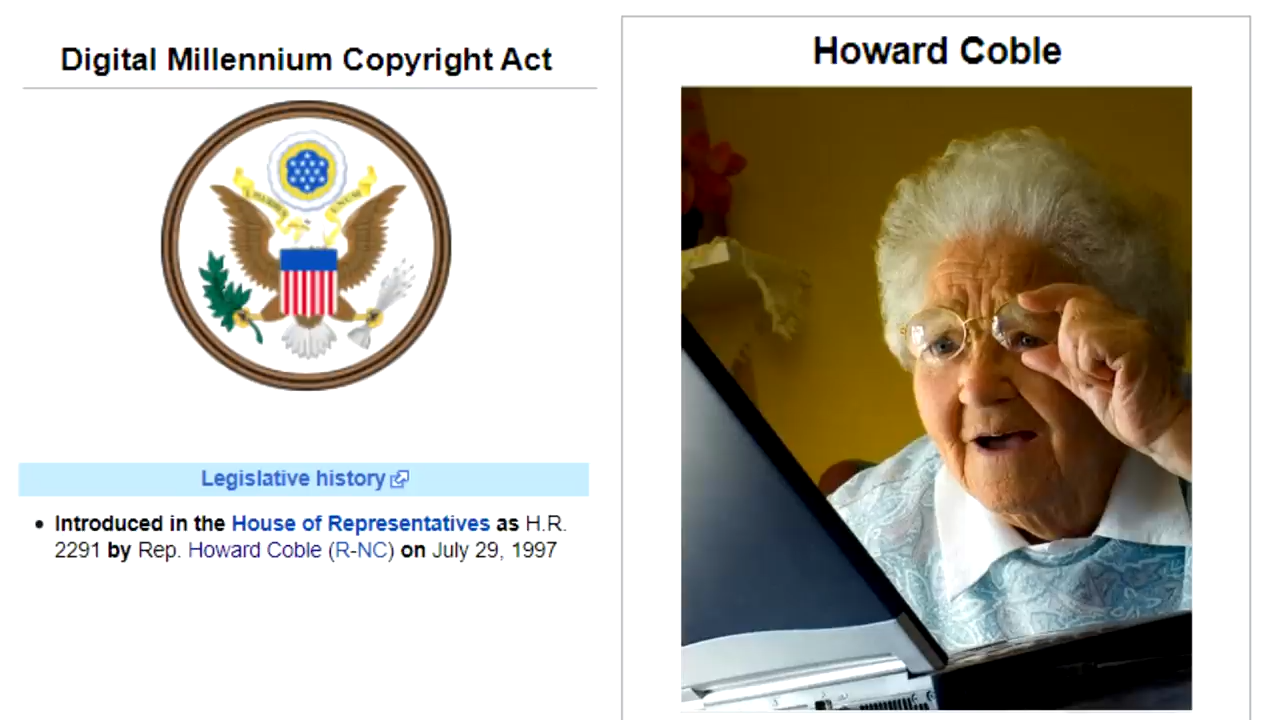 Digital Millennium Copyright Act
Legislative history
• Introduced in the House of Representatives as H.R.
2291 by Rep. Howard Coble (R-NC) on July 29, 1997
Howard Coble